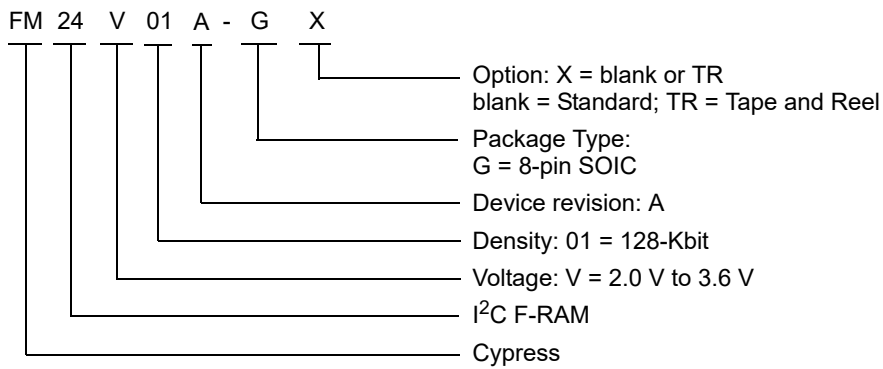 FM 24 V 01 A - G X
Option: X = blank or TR
blank = Standard; TR = Tape and Reel
Package Type:
G = 8-pin SOIC
Device revision: A
Density: 01 = 128-Kbit
Voltage: V = 2.0 V to 3.6 V
I²C F-RAM
Cypress